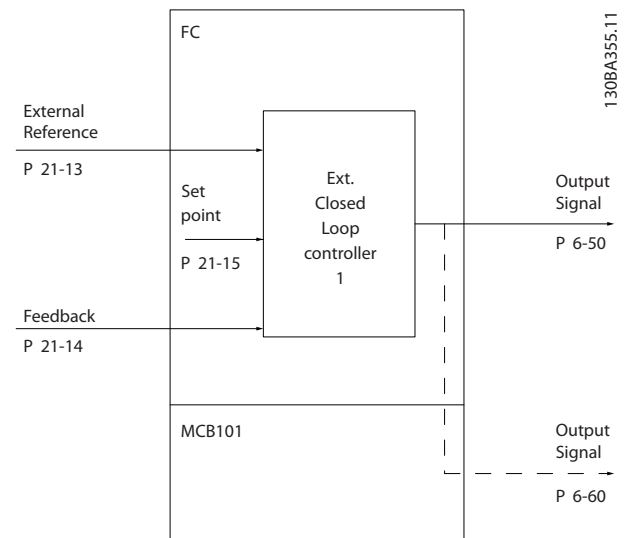 FC
130BA355.11
External
Reference
P 21-13
Set
point
P 21-15
Feedback
P 21-14
Ext.
Closed
Loop
controller
1
Output
Signal
P 6-50
MCB101
Output
Signal
P 6-60